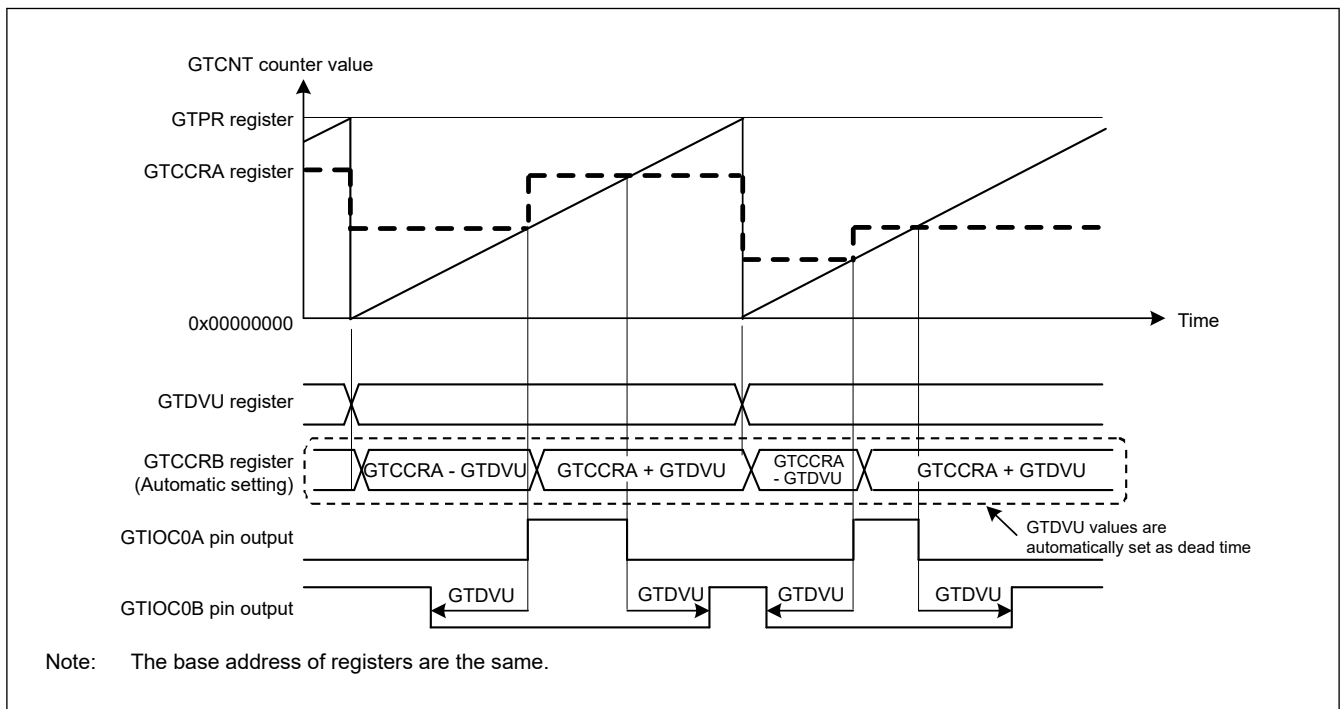 GTCNT counter value
GTPR register
GTCCRA register
0x00000000
Time
GTDVU register
GTCCRB register
(Automatic setting)
GTCCRA - GTDVU
GTCCRA + GTDVU
GTCCRA
- GTDVU
GTCCRA + GTDVU
GTDVU values are
automatically set as dead time
GTIOC0A pin output
GTIOC0B pin output
GTDVU
GTDVU
GTDVU
GTDVU
Note: The base address of registers are the same.